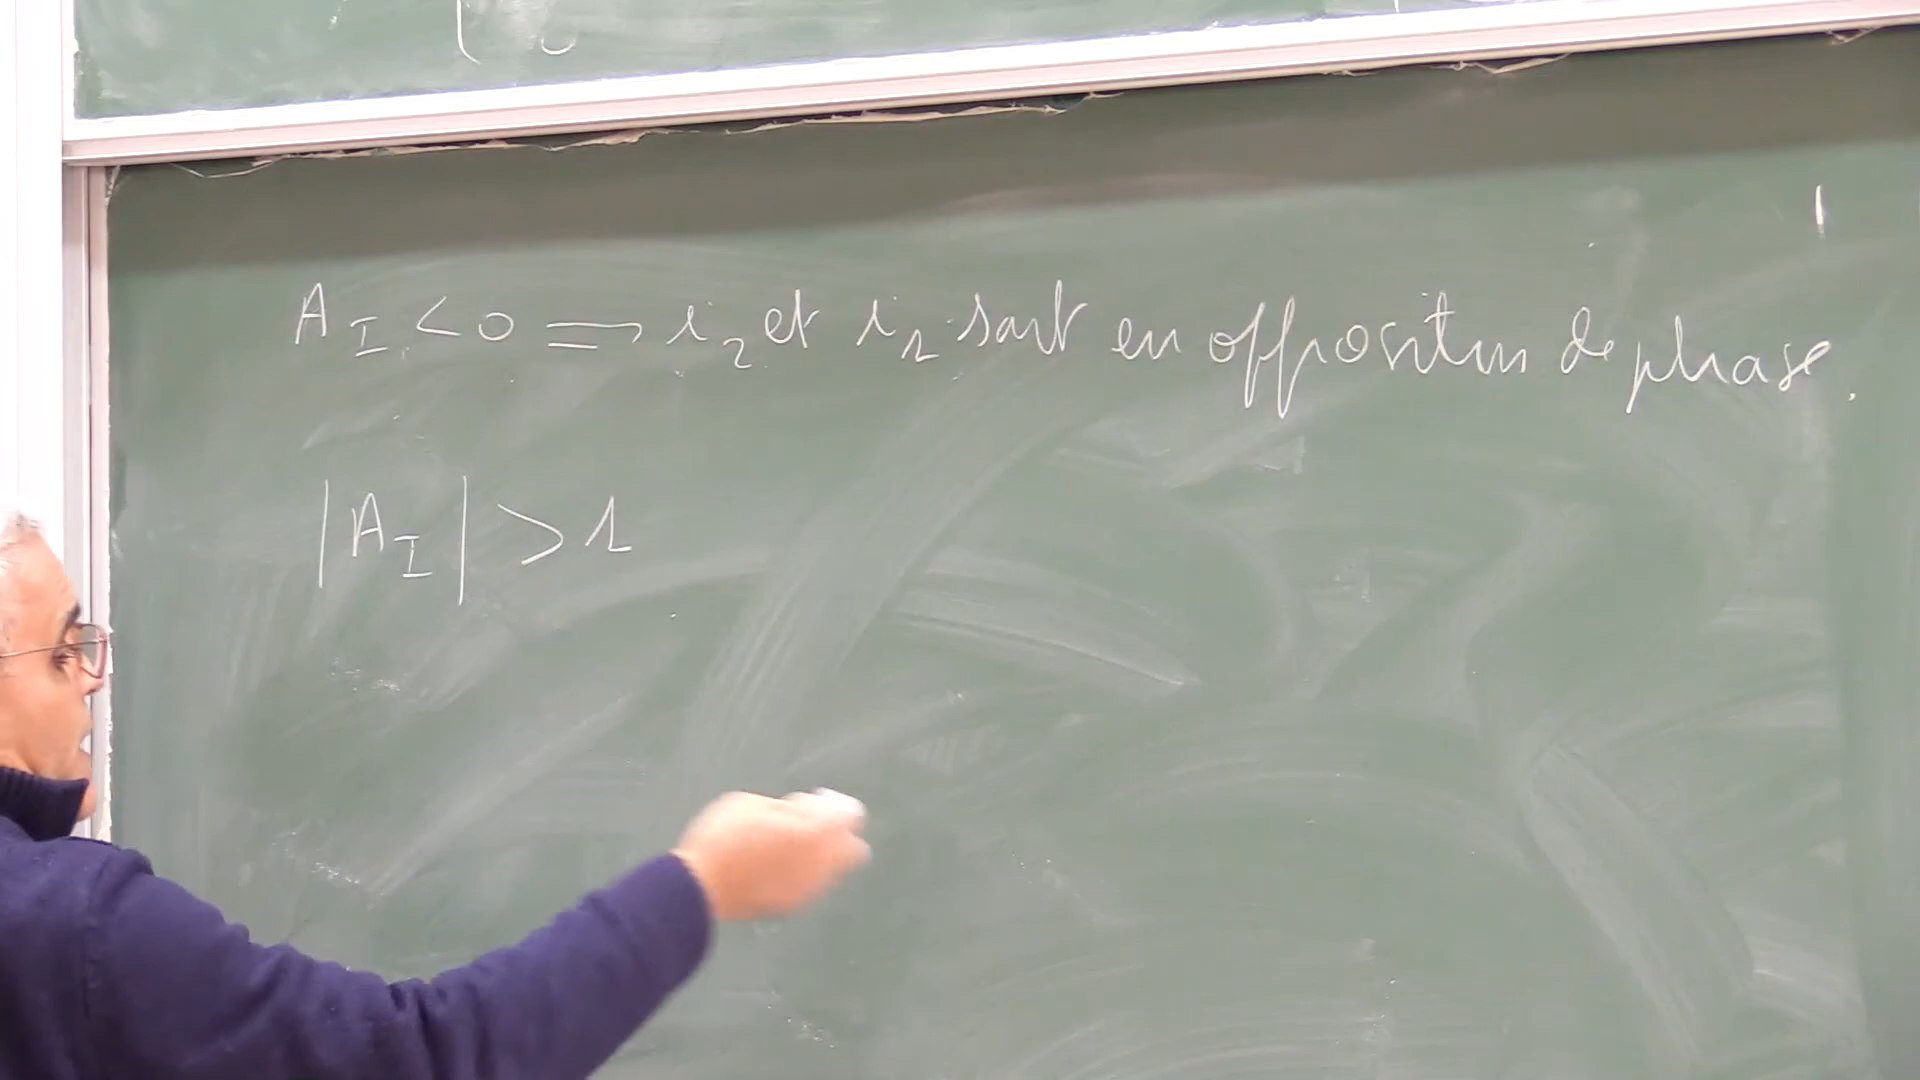 A_I < 0 => i_2 et i_1 sont en opposition de phase.
|A_I| > 1